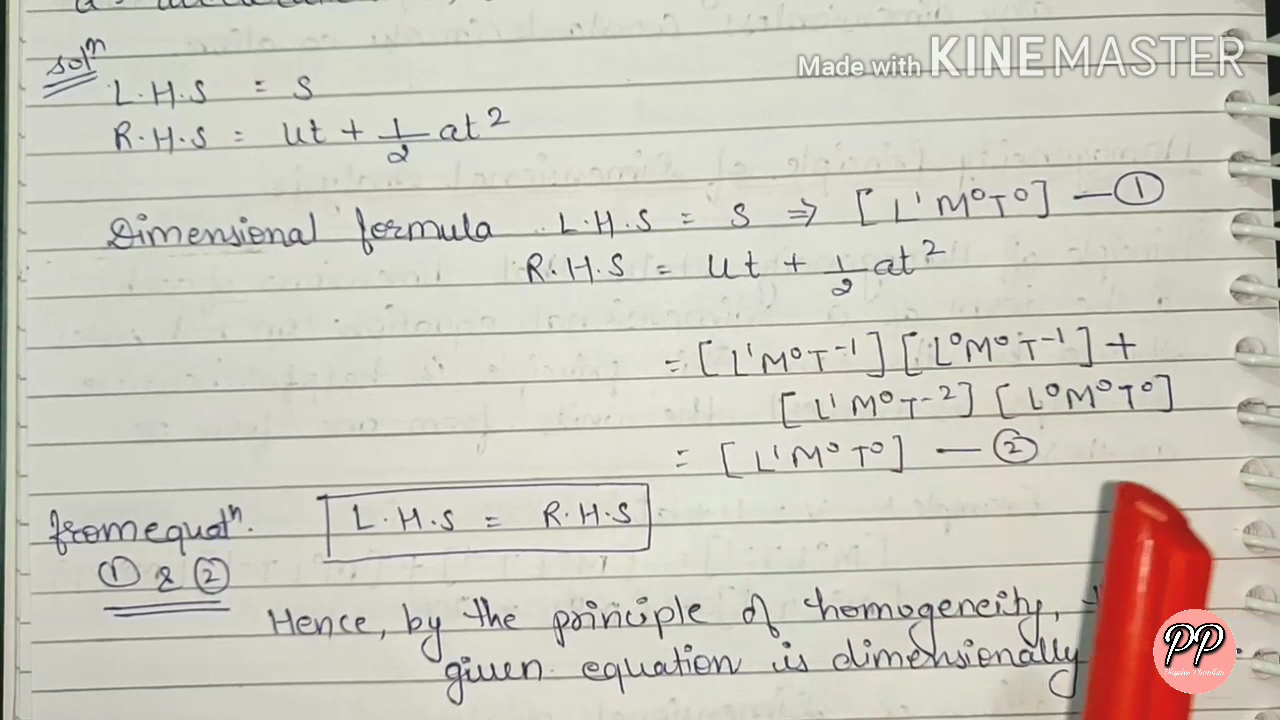 Made with KINEMASTER
Solⁿ
L.H.S = S
R.H.S = ut + 1/2 at²
Dimensional formula L.H.S = S ⇒ [L¹M⁰T⁰] — ①
R.H.S = ut + 1/2 at²
= [L¹M⁰T⁻¹] [L⁰M⁰T⁻¹] +
[L¹M⁰T⁻²] [L⁰M⁰T⁰]
= [L¹M⁰T⁰] — ②
from equatⁿ. L.H.S = R.H.S
① & ②
Hence, by the principle of homogeneity,
given equation is dimensionally
PP